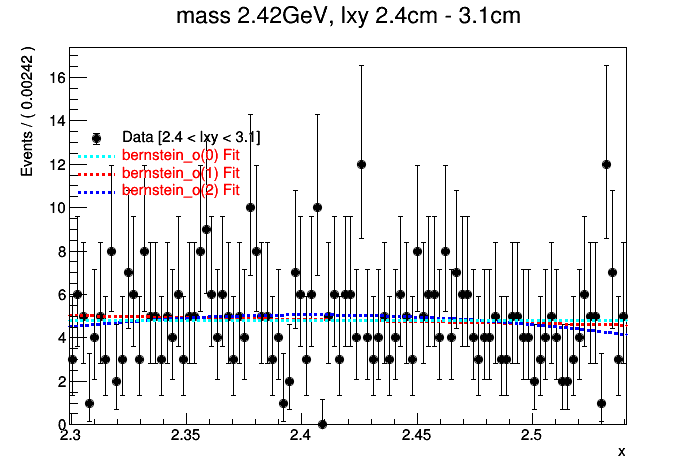 mass 2.42GeV, lxy 2.4cm - 3.1cm
Events / ( 0.00242 )
16
14
12
10
8
6
4
2
0
Data [2.4 < lxy < 3.1]
bernstein_o(0) Fit
bernstein_o(1) Fit
bernstein_o(2) Fit
2.3 2.35 2.4 2.45 2.5
x